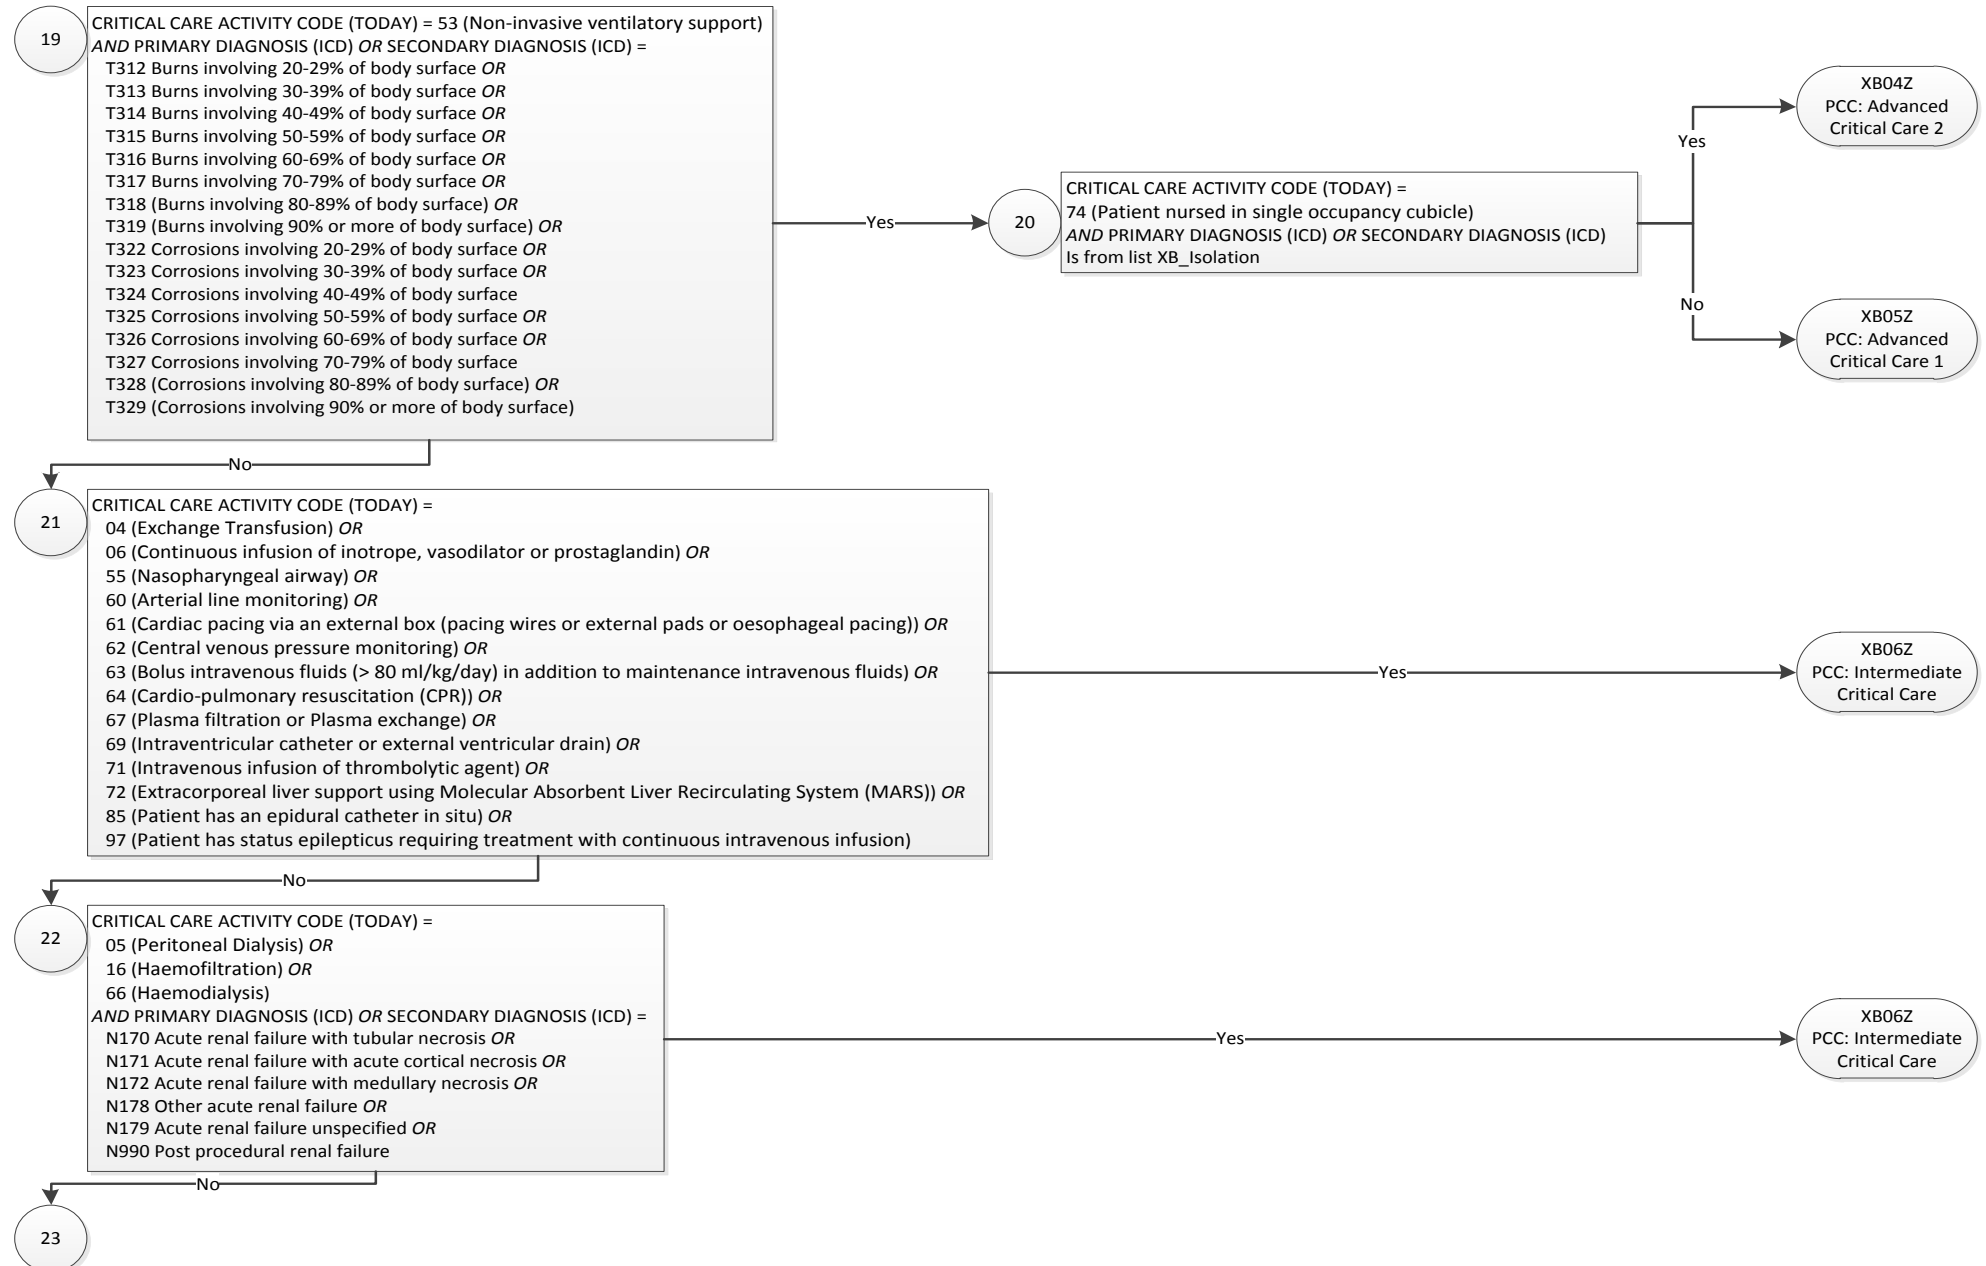 19
CRITICAL CARE ACTIVITY CODE (TODAY) = 53 (Non-invasive ventilatory support)
AND PRIMARY DIAGNOSIS (ICD) OR SECONDARY DIAGNOSIS (ICD) =
T312 Burns involving 20-29% of body surface OR
T313 Burns involving 30-39% of body surface OR
T314 Burns involving 40-49% of body surface OR
T315 Burns involving 50-59% of body surface OR
T316 Burns involving 60-69% of body surface OR
T317 Burns involving 70-79% of body surface OR
T318 (Burns involving 80-89% of body surface) OR
T319 (Burns involving 90% or more of body surface) OR
T322 Corrosions involving 20-29% of body surface OR
T323 Corrosions involving 30-39% of body surface OR
T324 Corrosions involving 40-49% of body surface
T325 Corrosions involving 50-59% of body surface OR
T326 Corrosions involving 60-69% of body surface OR
T327 Corrosions involving 70-79% of body surface
T328 (Corrosions involving 80-89% of body surface) OR
T329 (Corrosions involving 90% or more of body surface)
Yes
20
CRITICAL CARE ACTIVITY CODE (TODAY) =
74 (Patient nursed in single occupancy cubicle)
AND PRIMARY DIAGNOSIS (ICD) OR SECONDARY DIAGNOSIS (ICD)
Is from list XB_Isolation
Yes
XB04Z
PCC: Advanced
Critical Care 2
No
XB05Z
PCC: Advanced
Critical Care 1
No
21
CRITICAL CARE ACTIVITY CODE (TODAY) =
04 (Exchange Transfusion) OR
06 (Continuous infusion of inotrope, vasodilator or prostaglandin) OR
55 (Nasopharyngeal airway) OR
60 (Arterial line monitoring) OR
61 (Cardiac pacing via an external box (pacing wires or external pads or oesophageal pacing)) OR
62 (Central venous pressure monitoring) OR
63 (Bolus intravenous fluids (> 80 ml/kg/day) in addition to maintenance intravenous fluids) OR
64 (Cardio-pulmonary resuscitation (CPR)) OR
67 (Plasma filtration or Plasma exchange) OR
69 (Intraventricular catheter or external ventricular drain) OR
71 (Intravenous infusion of thrombolytic agent) OR
72 (Extracorporeal liver support using Molecular Absorbent Liver Recirculating System (MARS)) OR
85 (Patient has an epidural catheter in situ) OR
97 (Patient has status epilepticus requiring treatment with continuous intravenous infusion)
Yes
XB06Z
PCC: Intermediate
Critical Care
No
22
CRITICAL CARE ACTIVITY CODE (TODAY) =
05 (Peritoneal Dialysis) OR
16 (Haemofiltration) OR
66 (Haemodialysis)
AND PRIMARY DIAGNOSIS (ICD) OR SECONDARY DIAGNOSIS (ICD) =
N170 Acute renal failure with tubular necrosis OR
N171 Acute renal failure with acute cortical necrosis OR
N172 Acute renal failure with medullary necrosis OR
N178 Other acute renal failure OR
N179 Acute renal failure unspecified OR
N990 Post procedural renal failure
Yes
XB06Z
PCC: Intermediate
Critical Care
No
23